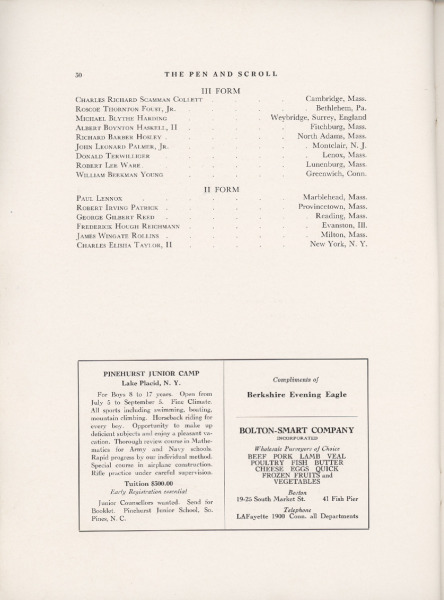 30 THE PEN AND SCROLL
III FORM
Charles Richard Scamman Collett . . . Cambridge, Mass.
Roscoe Thornton Foust, Jr. . . . . Bethlehem, Pa.
Michael Blythe Harding . . . Weybridge, Surrey, England
Albert Boynton Haskell, II . . . . Fitchburg, Mass.
Richard Barber Hosley . . . . North Adams, Mass.
John Leonard Palmer, Jr. . . . . Montclair, N. J.
Donald Terwilliger . . . . Lenox, Mass.
Robert Lee Ware . . . . Lunenburg, Mass.
William Beekman Young . . . . Greenwich, Conn.
II FORM
Paul Lennox . . . . . Marblehead, Mass.
Robert Irving Patrick . . . . . Provincetown, Mass.
George Gilbert Reed . . . . . Reading, Mass.
Frederick Hough Reichmann . . . . Evanston, Ill.
James Wingate Rollins . . . . . Milton, Mass.
Charles Elisha Taylor, II . . . . New York, N. Y.
PINEHURST JUNIOR CAMP
Lake Placid, N. Y.
For Boys 8 to 17 years. Open from
July 5 to September 5. Fine Climate.
All sports including swimming, boating,
mountain climbing. Horseback riding for
every boy. Opportunity to make up
deficient subjects and enjoy a pleasant va-
cation. Thorough review course in Mathe-
matics for Army and Navy schools.
Rapid progress by our individual method.
Special course in airplane construction.
Rifle practice under careful supervision.
Tuition $300.00
Early Registration essential
Junior Counsellors wanted. Send for
Booklet. Pinehurst Junior School, So.
Pines, N. C.
Compliments of
Berkshire Evening Eagle
BOLTON-SMART COMPANY
INCORPORATED
Wholesale Purveyors of Choice
BEEF PORK LAMB VEAL
POULTRY FISH BUTTER
CHEESE EGGS QUICK
FROZEN FRUITS and
VEGETABLES
Boston
19-25 South Market St. 41 Fish Pier
Telephone
LAFayette 1900 Conn. all Departments